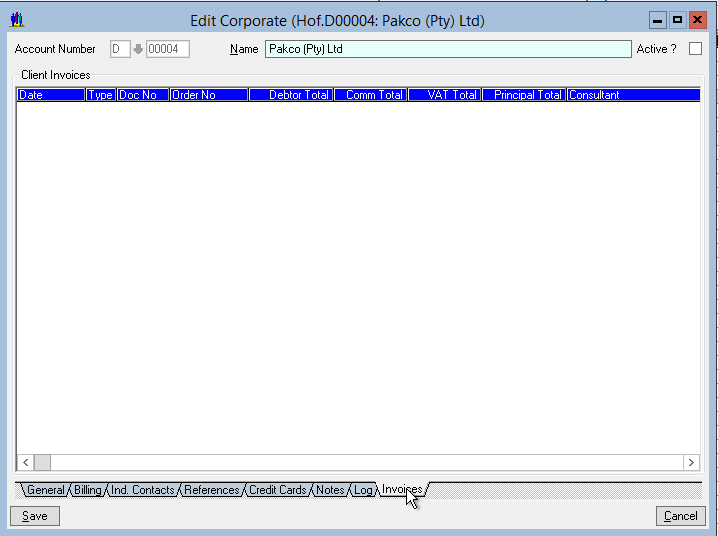 Edit Corporate (Hof.D00004: Pakco (Pty) Ltd)
Account Number D 00004 Name Pakco (Pty) Ltd Active ?
Client Invoices
Date Type Doc No Order No Debtor Total Comm Total VAT Total Principal Total Consultant
General Billing Ind. Contacts References Credit Cards Notes Log Invoices
Save Cancel